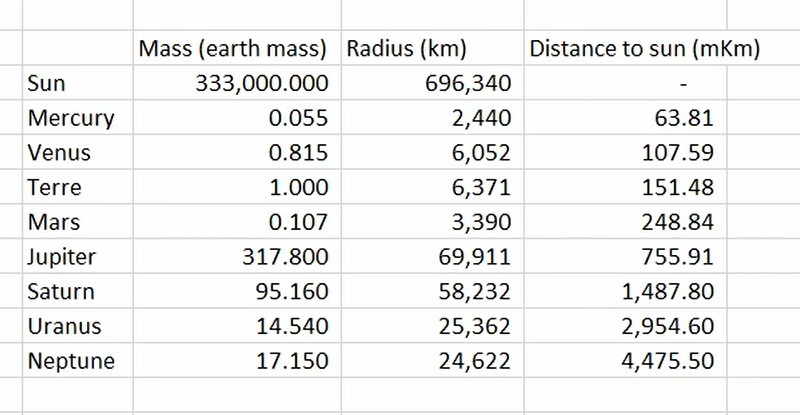 Mass (earth mass) Radius (km) Distance to sun (mKm)
Sun 333,000.000 696,340 -
Mercury 0.055 2,440 63.81
Venus 0.815 6,052 107.59
Terre 1.000 6,371 151.48
Mars 0.107 3,390 248.84
Jupiter 317.800 69,911 755.91
Saturn 95.160 58,232 1,487.80
Uranus 14.540 25,362 2,954.60
Neptune 17.150 24,622 4,475.50